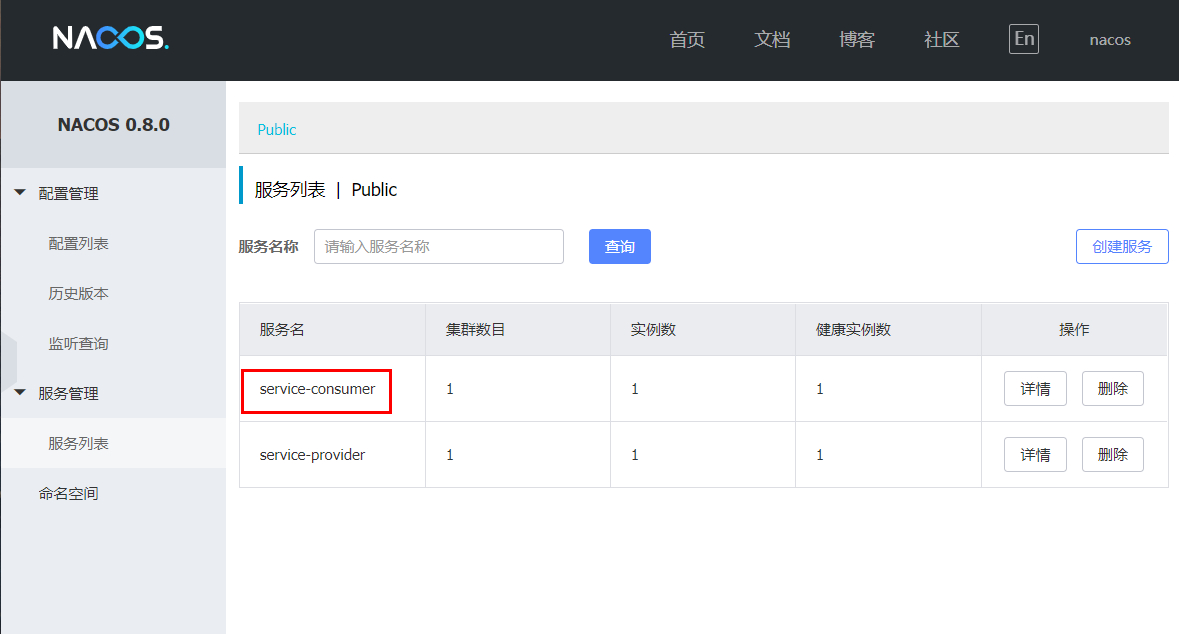 NACOS. 首页 文档 博客 社区 En nacos
NACOS 0.8.0
配置管理
配置列表
历史版本
监听查询
服务管理
服务列表
命名空间
Public
服务列表 | Public
服务名称 请输入服务名称 查询 创建服务
服务名 集群数目 实例数 健康实例数 操作
service-consumer 1 1 1 详情 删除
service-provider 1 1 1 详情 删除